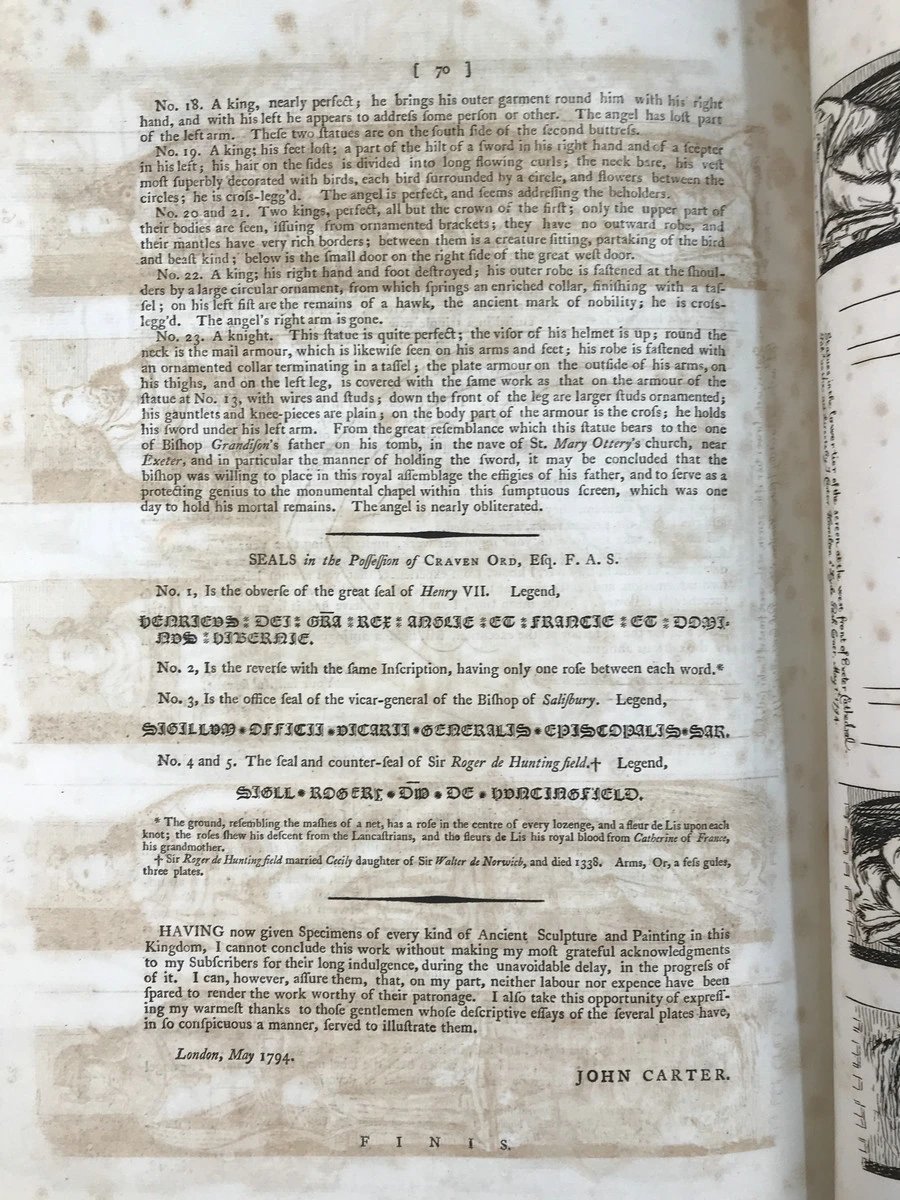 [ 70 ]
No. 18. A king, nearly perfect; he brings his outer garment round him with his right
hand, and with his left he appears to addreſs ſome perſon or other. The angel has loſt part
of the left arm. Theſe two ſtatues are on the ſouth ſide of the ſecond buttreſs.
No. 19. A king; his feet loſt; a part of the hilt of a ſword in his right hand and of a ſcepter
in his left; his hair on the ſides is divided into long flowing curls; the neck bare, his veſt
moſt ſuperbly decorated with birds, each bird ſurrounded by a circle, and flowers between the
circles; he is croſs-legg'd. The angel is perfect, and ſeems addreſſing the beholders.
No. 20 and 21. Two kings, perfect, all but the crown of the firſt; only the upper part of
their bodies are ſeen, iſſuing from ornamented brackets; they have no outward robe, and
their mantles have very rich borders; between them is a creature ſitting, partaking of the bird
and beaſt kind; below is the ſmall door on the right ſide of the great weſt door.
No. 22. A king; his right hand and foot deſtroyed; his outer robe is faſtened at the ſhoul-
ders by a large circular ornament, from which ſprings an enriched collar, finiſhing with a taſ-
ſel; on his left fiſt are the remains of a hawk, the ancient mark of nobility; he is croſs-
legg'd. The angel's right arm is gone.
No. 23. A knight. This ſtatue is quite perfect; the viſor of his helmet is up; round the
neck is the mail armour, which is likewiſe ſeen on his arms and feet; his robe is faſtened with
an ornamented collar terminating in a taſſel; the plate armour on the outſide of his arms, on
his thighs, and on the left leg, is covered with the ſame work as that on the armour of the
ſtatue at No. 13, with wires and ſtuds; down the front of the leg are larger ſtuds ornamented;
his gauntlets and knee-pieces are plain; on the body part of the armour is the croſs; he holds
his ſword under his left arm. From the great reſemblance which this ſtatue bears to the one
of Biſhop Grandiſon's father on his tomb, in the nave of St. Mary Ottery's church, near
Exeter, and in particular the manner of holding the ſword, it may be concluded that the
biſhop was willing to place in this royal aſſemblage the effigies of his father, and to ſerve as a
protecting genius to the monumental chapel within this ſumptuous ſcreen, which was one
day to hold his mortal remains. The angel is nearly obliterated.
SEALS in the Poſſeſſion of CRAVEN ORD, Eſq. F. A. S.
No. 1, Is the obverſe of the great ſeal of Henry VII. Legend,
HENRICVS : DEI : GRA : REX : ANGLIE : ET : FRANCIE : ET : DOMI-
NVS : HIBERNIE.
No. 2, Is the reverſe with the ſame Inſcription, having only one roſe between each word.*
No. 3, Is the office ſeal of the vicar-general of the Biſhop of Saliſbury. Legend,
SIGILLVM * OFFICII * VICARII * GENERALIS * EPISCOPALIS * SAR.
No. 4 and 5. The ſeal and counter-ſeal of Sir Roger de Huntingfield.† Legend,
SIGLL * ROGERI * DM * DE * HVNCINGFIELD.
* The ground, reſembling the maſhes of a net, has a roſe in the centre of every lozenge, and a fleur de Lis upon each
knot; the roſes ſhew his deſcent from the Lancaſtrians, and the fleurs de Lis his royal blood from Catherine of France,
his grandmother.
† Sir Roger de Huntingfield married Cecily daughter of Sir Walter de Norwich, and died 1338. Arms, Or, a feſs gules,
three plates.
HAVING now given Specimens of every kind of Ancient Sculpture and Painting in this
Kingdom, I cannot conclude this work without making my moſt grateful acknowledgments
to my Subſcribers for their long indulgence, during the unavoidable delay, in the progreſs of
of it. I can, however, aſſure them, that, on my part, neither labour nor expence have been
ſpared to render the work worthy of their patronage. I alſo take this opportunity of expreſſ-
ing my warmeſt thanks to thoſe gentlemen whoſe deſcriptive eſſays of the ſeveral plates have,
in ſo conſpicuous a manner, ſerved to illuſtrate them.
London, May 1794.
JOHN CARTER.
F I N I S.
Statues, in the lower tier of the screen at the west front of Exeter Cathedral.